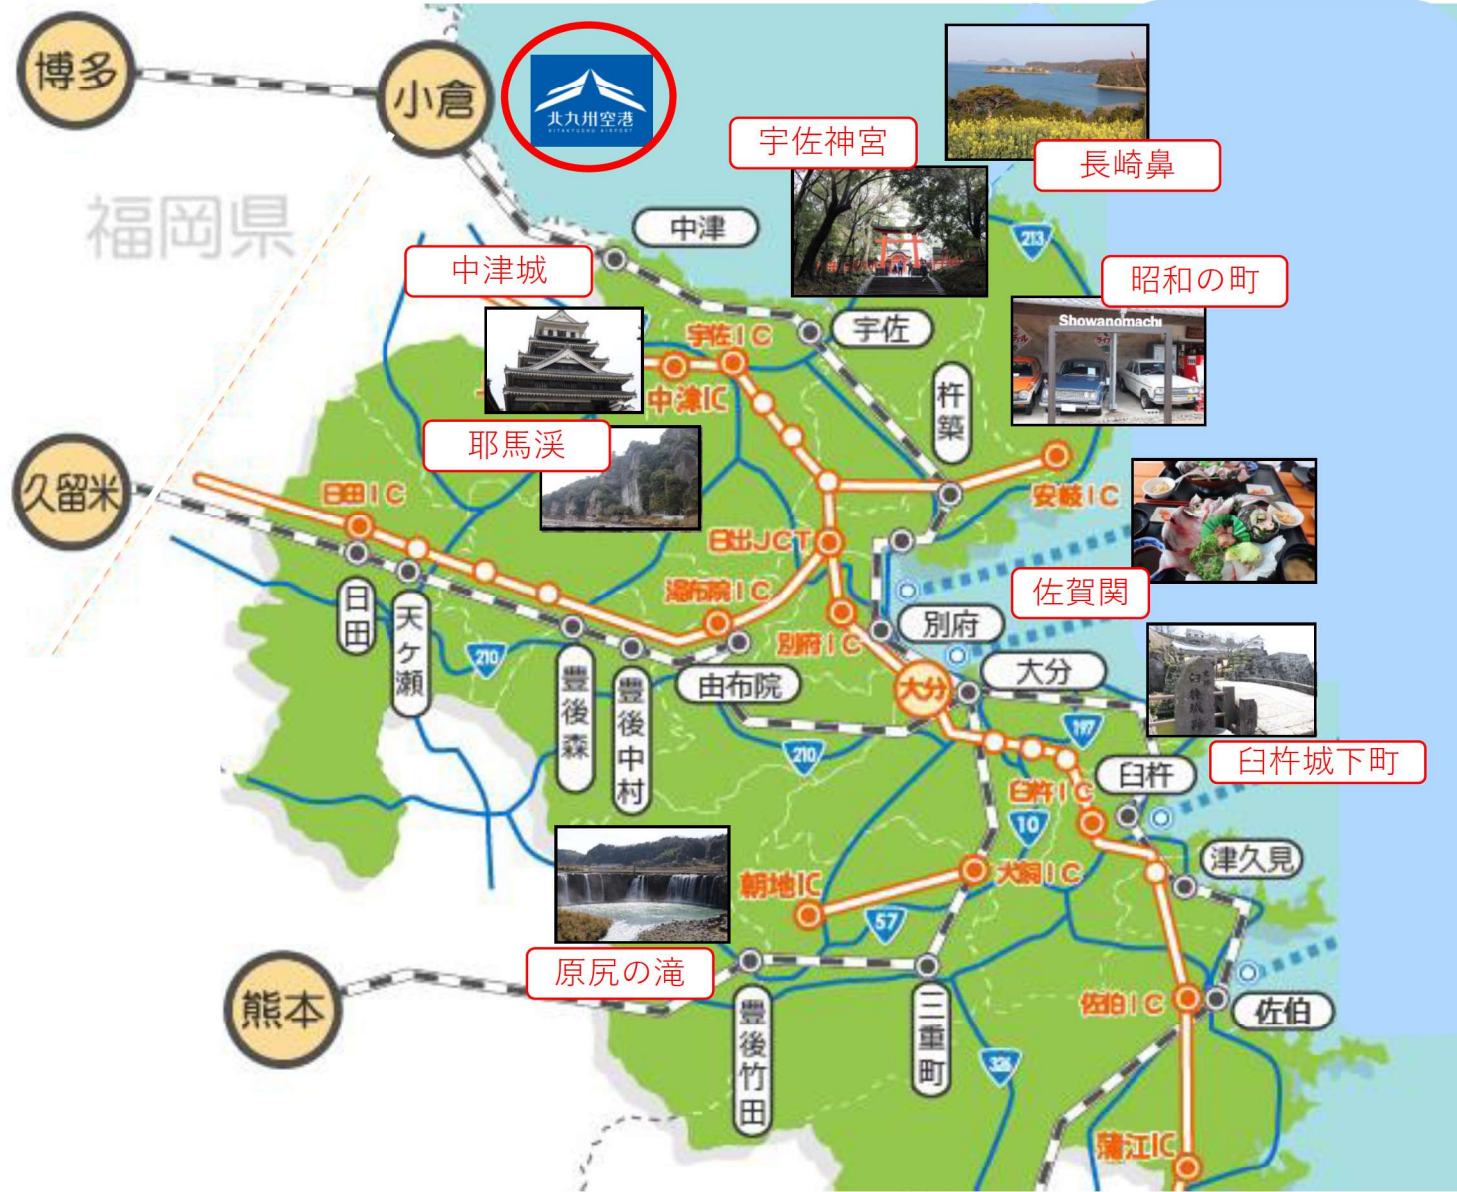 博多
小倉
北九州空港
KITAKYUSHU AIRPORT
福岡県
宇佐神宮
長崎鼻
中津
213
中津城
昭和の町
Showanomachi
宇佐IC
宇佐
中津IC
杵築
耶馬渓
久留米
日田IC
安岐IC
日出JCT
湯布院IC
佐賀関
日田
天ケ瀬
別府
別府IC
210
豊後森
豊後中村
由布院
大分
大分
197
210
臼杵城下町
臼杵
臼杵IC
10
津久見
犬飼IC
朝地IC
57
原尻の滝
熊本
豊後竹田
三重町
佐伯IC
佐伯
326
蒲江IC